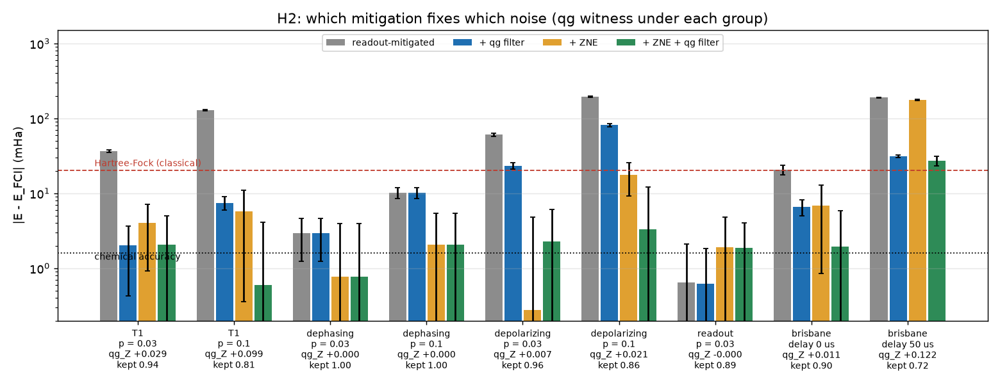 H2: which mitigation fixes which noise (qg witness under each group)
readout-mitigated + qg filter + ZNE + ZNE + qg filter
|E - E_FCI| (mHa)
10³
10²
10¹
10⁰
Hartree-Fock (classical)
chemical accuracy
T1
p = 0.03
qg_Z +0.029
kept 0.94
T1
p = 0.1
qg_Z +0.099
kept 0.81
dephasing
p = 0.03
qg_Z +0.000
kept 1.00
dephasing
p = 0.1
qg_Z +0.000
kept 1.00
depolarizing
p = 0.03
qg_Z +0.007
kept 0.96
depolarizing
p = 0.1
qg_Z +0.021
kept 0.86
readout
p = 0.03
qg_Z -0.000
kept 0.89
brisbane
delay 0 us
qg_Z +0.011
kept 0.90
brisbane
delay 50 us
qg_Z +0.122
kept 0.72